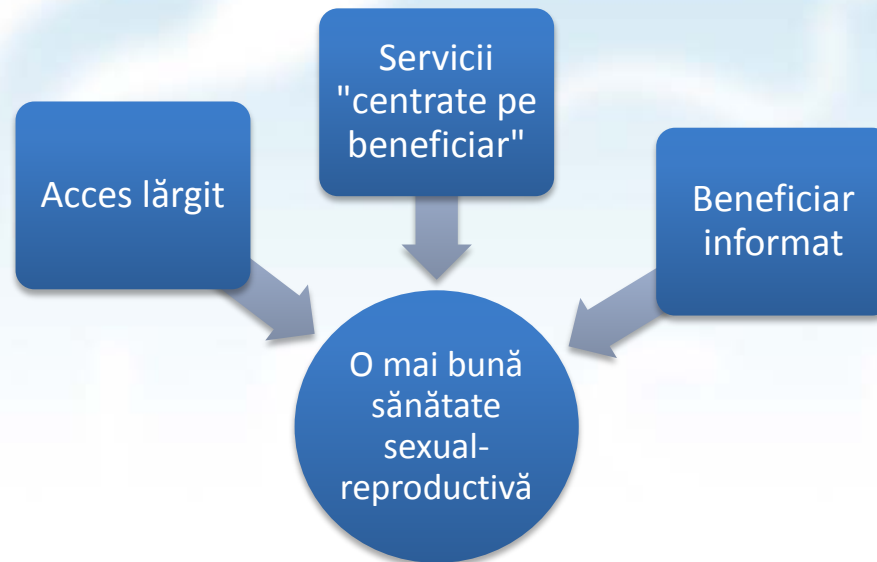 Servicii
"centrate pe
beneficiar"
Acces lărgit
Beneficiar
informat
O mai bună
sănătate
sexual-
reproductivă